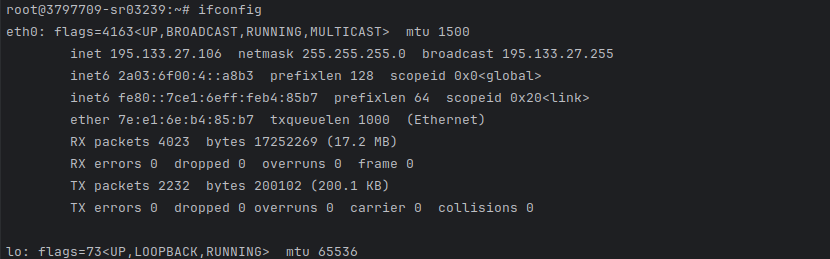 root@3797709-sr03239:~# ifconfig
eth0: flags=4163<UP,BROADCAST,RUNNING,MULTICAST>  mtu 1500
        inet 195.133.27.106  netmask 255.255.255.0  broadcast 195.133.27.255
        inet6 2a03:6f00:4::a8b3  prefixlen 128  scopeid 0x0<global>
        inet6 fe80::7ce1:6eff:feb4:85b7  prefixlen 64  scopeid 0x20<link>
        ether 7e:e1:6e:b4:85:b7  txqueuelen 1000  (Ethernet)
        RX packets 4023  bytes 17252269 (17.2 MB)
        RX errors 0  dropped 0  overruns 0  frame 0
        TX packets 2232  bytes 200102 (200.1 KB)
        TX errors 0  dropped 0 overruns 0  carrier 0  collisions 0
lo: flags=73<UP,LOOPBACK,RUNNING>  mtu 65536